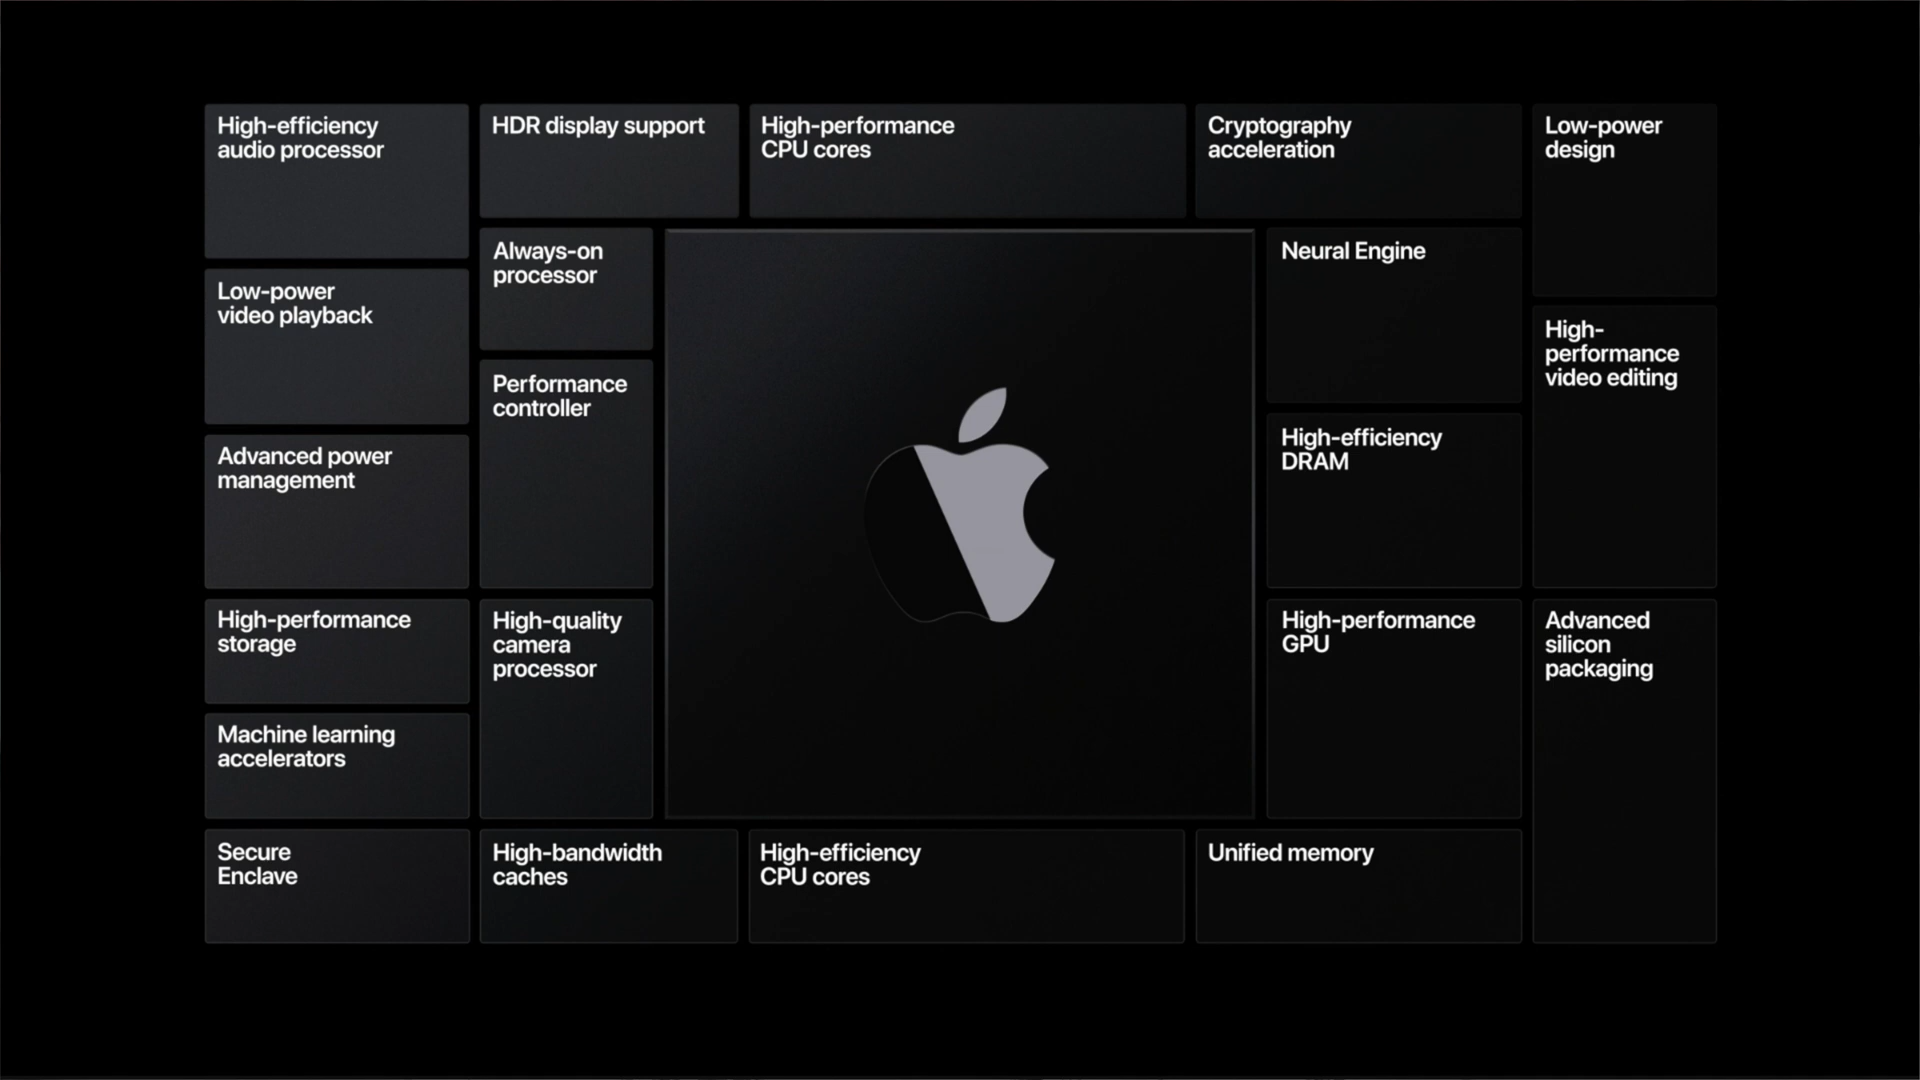 High-efficiency
audio processor
HDR display support
High-performance
CPU cores
Cryptography
acceleration
Low-power
design
Low-power
video playback
Always-on
processor
Neural Engine
High-
performance
video editing
Advanced power
management
Performance
controller
High-efficiency
DRAM
High-performance
storage
High-quality
camera
processor
High-performance
GPU
Advanced
silicon
packaging
Machine learning
accelerators
Secure
Enclave
High-bandwidth
caches
High-efficiency
CPU cores
Unified memory